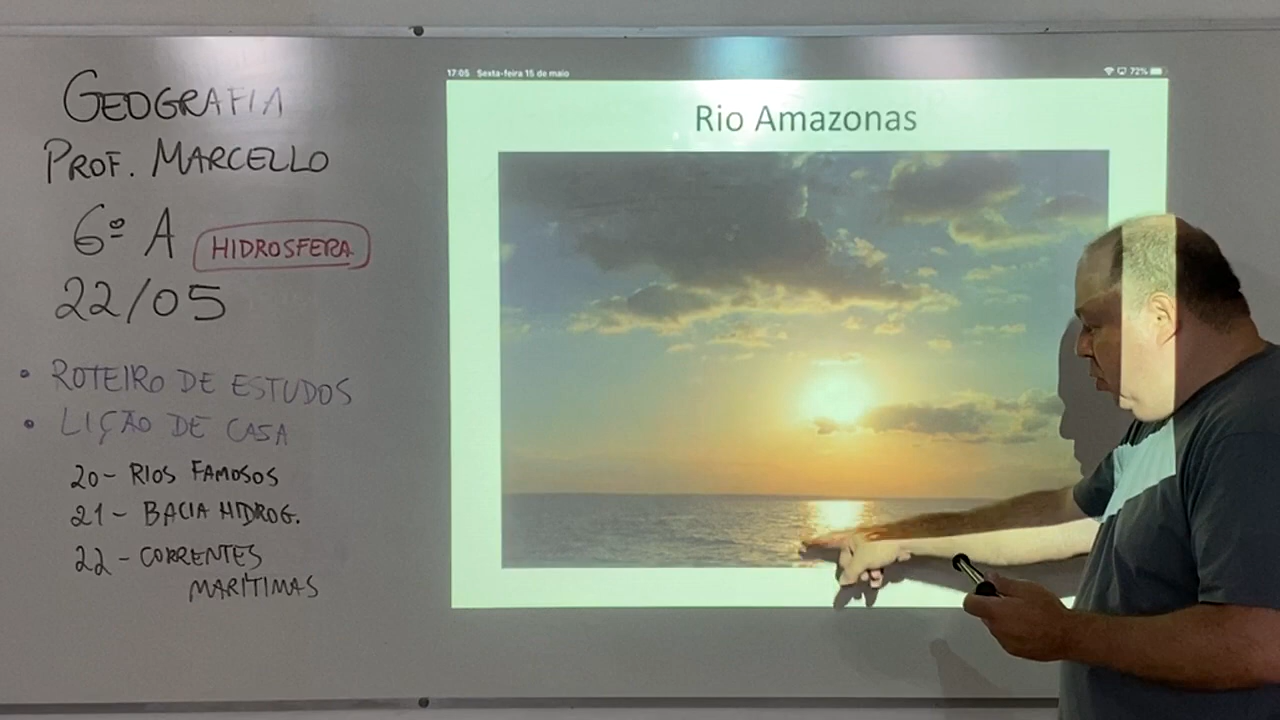 GEOGRAFIA
PROF. MARCELLO
6º A HIDROSFERA
22/05
• ROTEIRO DE ESTUDOS
• LIÇÃO DE CASA
20- RIOS FAMOSOS
21- BACIA HIDROG.
22- CORRENTES
MARÍTIMAS
17:05 Sexta-feira 15 de maio
72%
Rio Amazonas